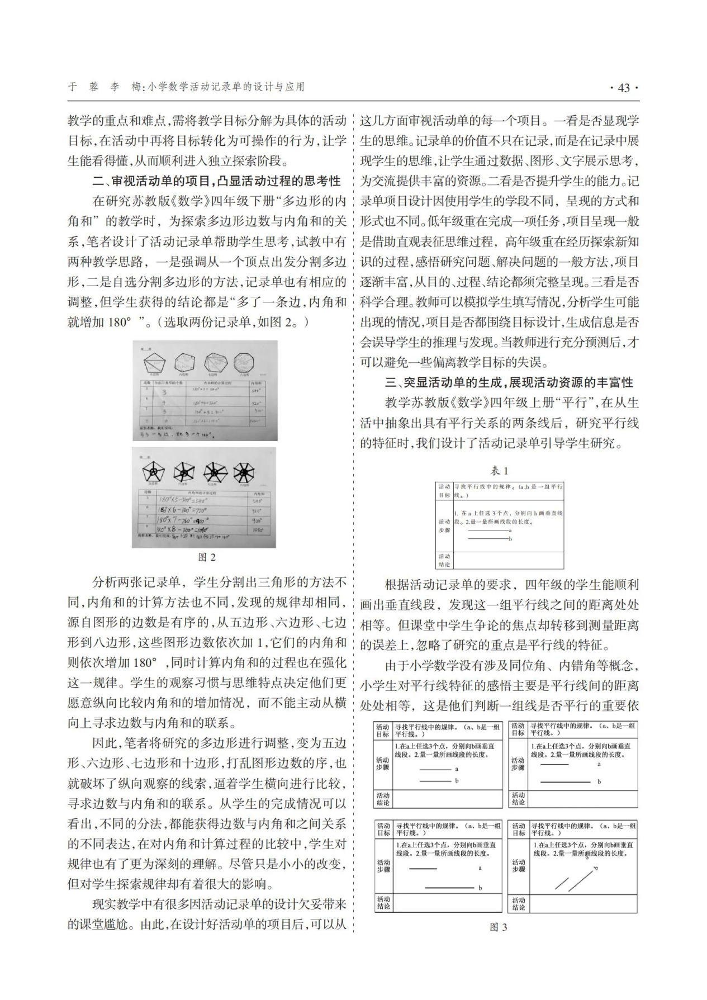 于 蓉 李 梅:小学数学活动记录单的设计与应用
·43·
教学的重点和难点,需将教学目标分解为具体的活动
目标,在活动中再将目标转化为可操作的行为,让学
生能看得懂,从而顺利进入独立探索阶段。
二、审视活动单的项目,凸显活动过程的思考性
在研究苏教版《数学》四年级下册“多边形的内
角和”的教学时,为探索多边形边数与内角和的关
系,笔者设计了活动记录单帮助学生思考,试教中有
两种教学思路,一是强调从一个顶点出发分割多边
形,二是自选分割多边形的方法,记录单也有相应的
调整,但学生获得的结论都是“多了一条边,内角和
就增加 180°”。(选取两份记录单,如图 2。)
边数 分出三角形的个数 内角和的计算过程 内角和
5 3 540°
6 4 720°
7 5 900°
8 6
边数 内角和的计算过程 内角和
5 180°×5-360°=540° 540°
6 180°×6-360°=720° 720°
7 180°×7-360°=900° 900°
8 180°×8-360°=1080° 1080°
图 2
分析两张记录单,学生分割出三角形的方法不
同,内角和的计算方法也不同,发现的规律却相同,
源自图形的边数是有序的,从五边形、六边形、七边
形到八边形,这些图形边数依次加 1,它们的内角和
则依次增加 180°,同时计算内角和的过程也在强化
这一规律。学生的观察习惯与思维特点决定他们更
愿意纵向比较内角和的增加情况,而不能主动从横
向上寻求边数与内角和的联系。
因此,笔者将研究的多边形进行调整,变为五边
形、六边形、七边形和十边形,打乱图形边数的序,也
就破坏了纵向观察的线索,逼着学生横向进行比较,
寻求边数与内角和的联系。从学生的完成情况可以
看出,不同的分法,都能获得边数与内角和之间关系
的不同表达,在对内角和计算过程的比较中,学生对
规律也有了更为深刻的理解。尽管只是小小的改变,
但对学生探索规律却有着很大的影响。
现实教学中有很多因活动记录单的设计欠妥带来
的课堂尴尬。由此,在设计好活动单的项目后,可以从
这几方面审视活动单的每一个项目。一看是否显现学
生的思维。记录单的价值不只在记录,而是在记录中展
现学生的思维,让学生通过数据、图形、文字展示思考,
为交流提供丰富的资源。二看是否提升学生的能力。记
录单项目设计因使用学生的学段不同,呈现的方式和
形式也不同。低年级重在完成一项任务,项目呈现一般
是借助直观表征思维过程,高年级重在经历探索新知
识的过程,感悟研究问题、解决问题的一般方法,项目
逐渐丰富,从目的、过程、结论都须完整呈现。三看是否
科学合理。教师可以模拟学生填写情况,分析学生可能
出现的情况,项目是否都围绕目标设计,生成信息是否
会误导学生的推理与发现。当教师进行充分预测后,才
可以避免一些偏离教学目标的失误。
三、突显活动单的生成,展现活动资源的丰富性
教学苏教版《数学》四年级上册“平行”,在从生
活中抽象出具有平行关系的两条线后,研究平行线
的特征时,我们设计了活动记录单引导学生研究。
表 1
活动
目标
寻找平行线中的规律。(a、b 是一组平行
线。)
活动
步骤
1. 在 a 上任选 3 个点,分别向 b 画垂直线
段。2.量一量所画线段的长度。
a
b
活动
结论
根据活动记录单的要求,四年级的学生能顺利
画出垂直线段,发现这一组平行线之间的距离处处
相等。但课堂中学生争论的焦点却转移到测量距离
的误差上,忽略了研究的重点是平行线的特征。
由于小学数学没有涉及同位角、内错角等概念,
小学生对平行线特征的感悟主要是平行线间的距离
处处相等,这是他们判断一组线是否平行的重要依
活动
目标
寻找平行线中的规律。(a、b是一组
平行线。)
活动
步骤
1.在a上任选3个点,分别向b画垂直
线段。2.量一量所画线段的长度。
a
b
活动
结论
活动
目标
寻找平行线中的规律。(a、b是一组
平行线。)
活动
步骤
1.在a上任选3个点,分别向b画垂直
线段。2.量一量所画线段的长度。
a
b
活动
结论
活动
目标
寻找平行线中的规律。(a、b是一组
平行线。)
活动
步骤
1.在a上任选3个点,分别向b画垂直
线段。2.量一量所画线段的长度。
a
b
活动
结论
活动
目标
寻找平行线中的规律。(a、b是一组
平行线。)
活动
步骤
1.在a上任选3个点,分别向b画垂直
线段。2.量一量所画线段的长度。
a
b
活动
结论
图 3